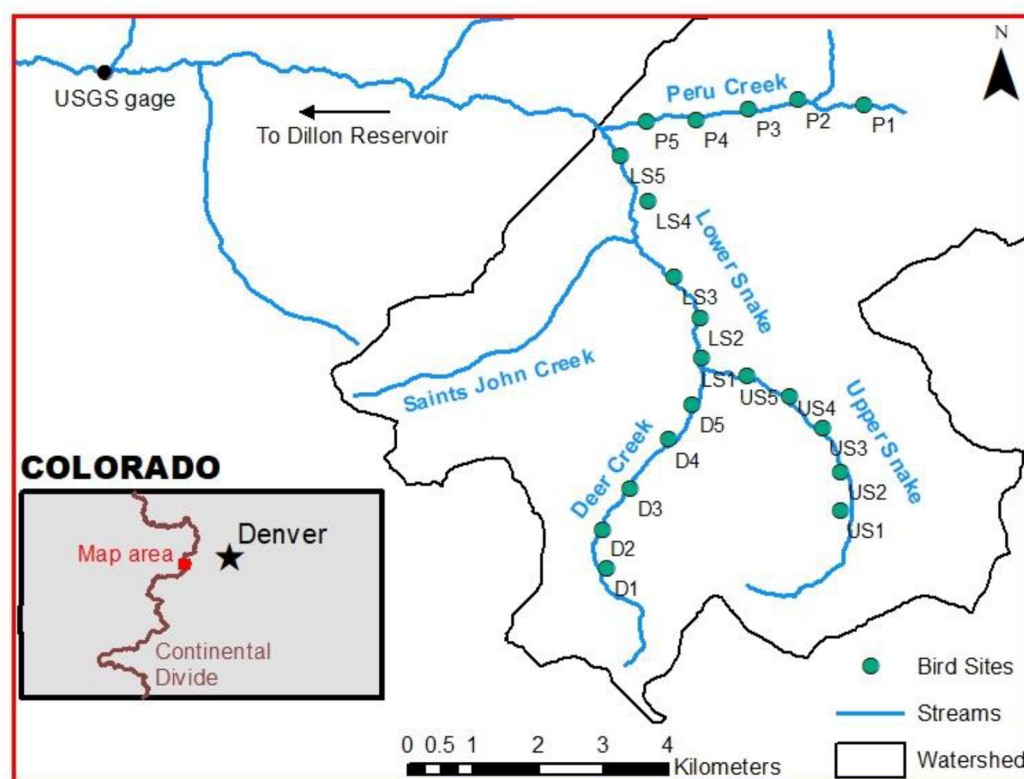 N
USGS gage
To Dillon Reservoir
Peru Creek
P5
P4
P3
P2
P1
LS5
LS4
Lower Snake
LS3
LS2
LS1
Saints John Creek
US5
US4
US3
US2
US1
Upper Snake
D5
D4
Deer Creek
D3
D2
D1
COLORADO
Denver
Map area
Continental
Divide
Bird Sites
Streams
Watershed
0 0.5 1 2 3 4
Kilometers